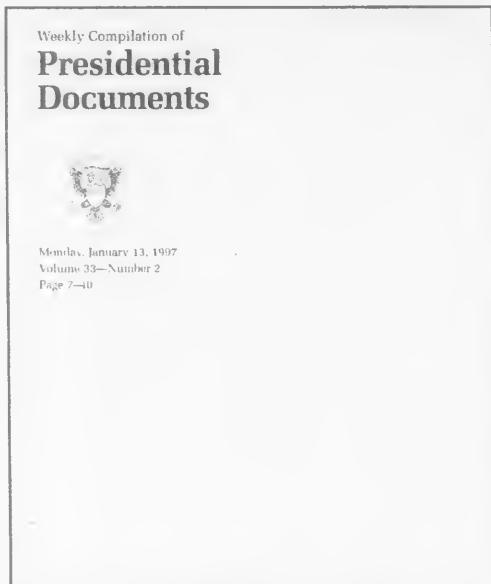 Weekly Compilation of
Presidential
Documents
Monday, January 13, 1997
Volume 33—Number 2
Page 7—40